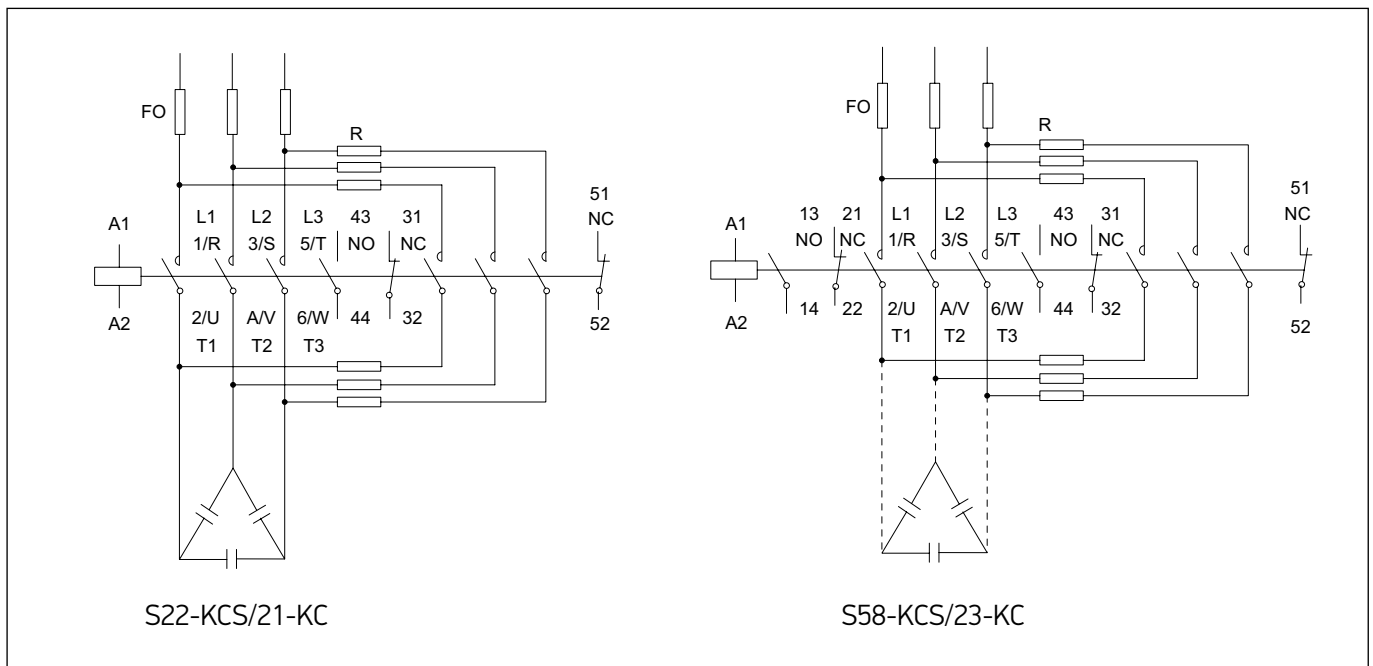 FO
R
51
NC
A1
L1
L2
L3
43
31
1/R
3/S
5/T
NO
NC
A2
2/U
A/V
6/W
44
32
52
T1
T2
T3
S22-KCS/21-KC
FO
R
51
NC
A1
13
21
L1
L2
L3
43
31
NO
NC
1/R
3/S
5/T
NO
NC
A2
14
22
2/U
A/V
6/W
44
32
52
T1
T2
T3
S58-KCS/23-KC